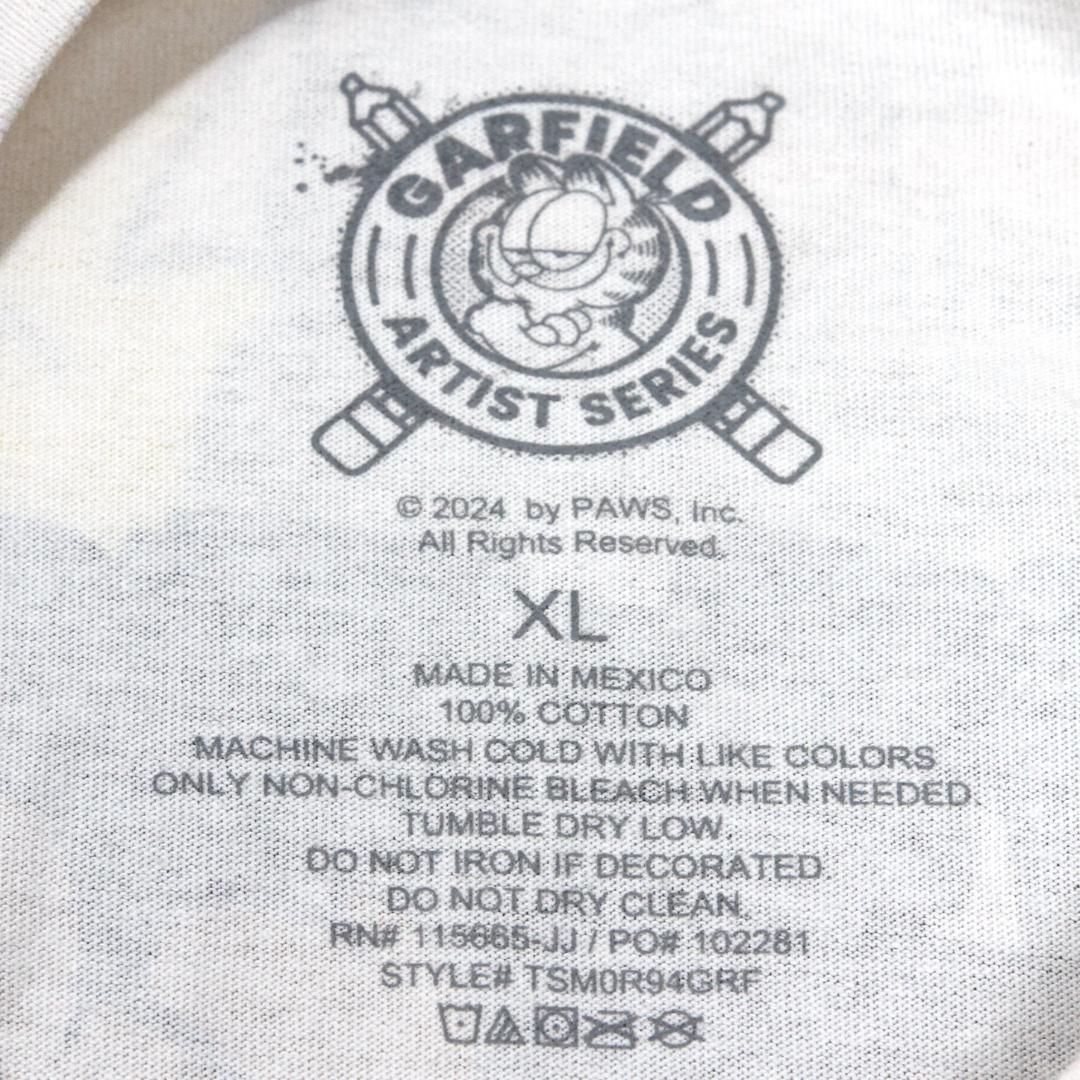 GARFIELD
ARTIST SERIES
© 2024 by PAWS, Inc.
All Rights Reserved.
XL
MADE IN MEXICO
100% COTTON
MACHINE WASH COLD WITH LIKE COLORS
ONLY NON-CHLORINE BLEACH WHEN NEEDED.
TUMBLE DRY LOW.
DO NOT IRON IF DECORATED.
DO NOT DRY CLEAN.
RN# 115665-JJ / PO# 102281
STYLE# TSM0R94GRF